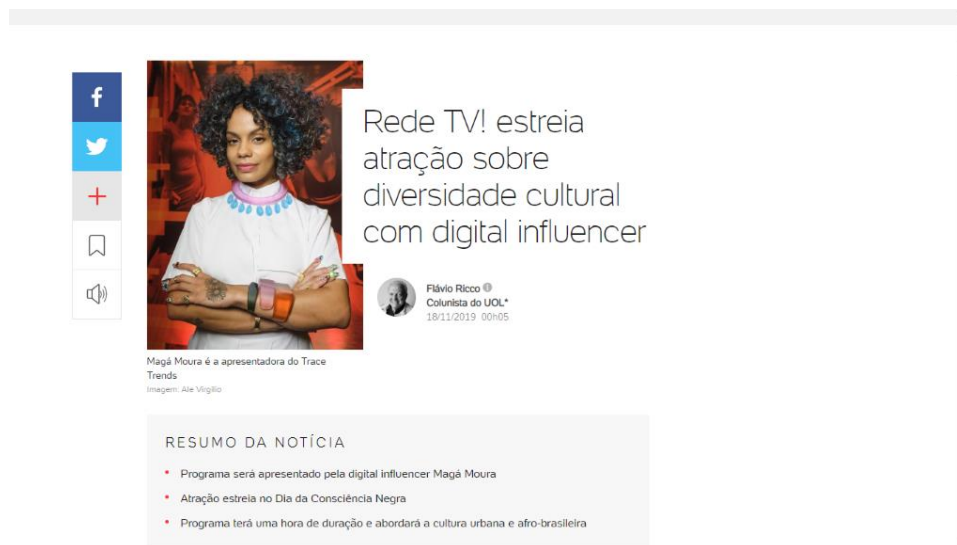 Rede TV! estreia
atração sobre
diversidade cultural
com digital influencer
Flávio Ricco
Colunista do UOL*
18/11/2019 00h05
Magá Moura é a apresentadora do Trace
Trends
Imagem: Ale Virgílio
RESUMO DA NOTÍCIA
Programa será apresentado pela digital influencer Magá Moura
Atração estreia no Dia da Consciência Negra
Programa terá uma hora de duração e abordará a cultura urbana e afro-brasileira